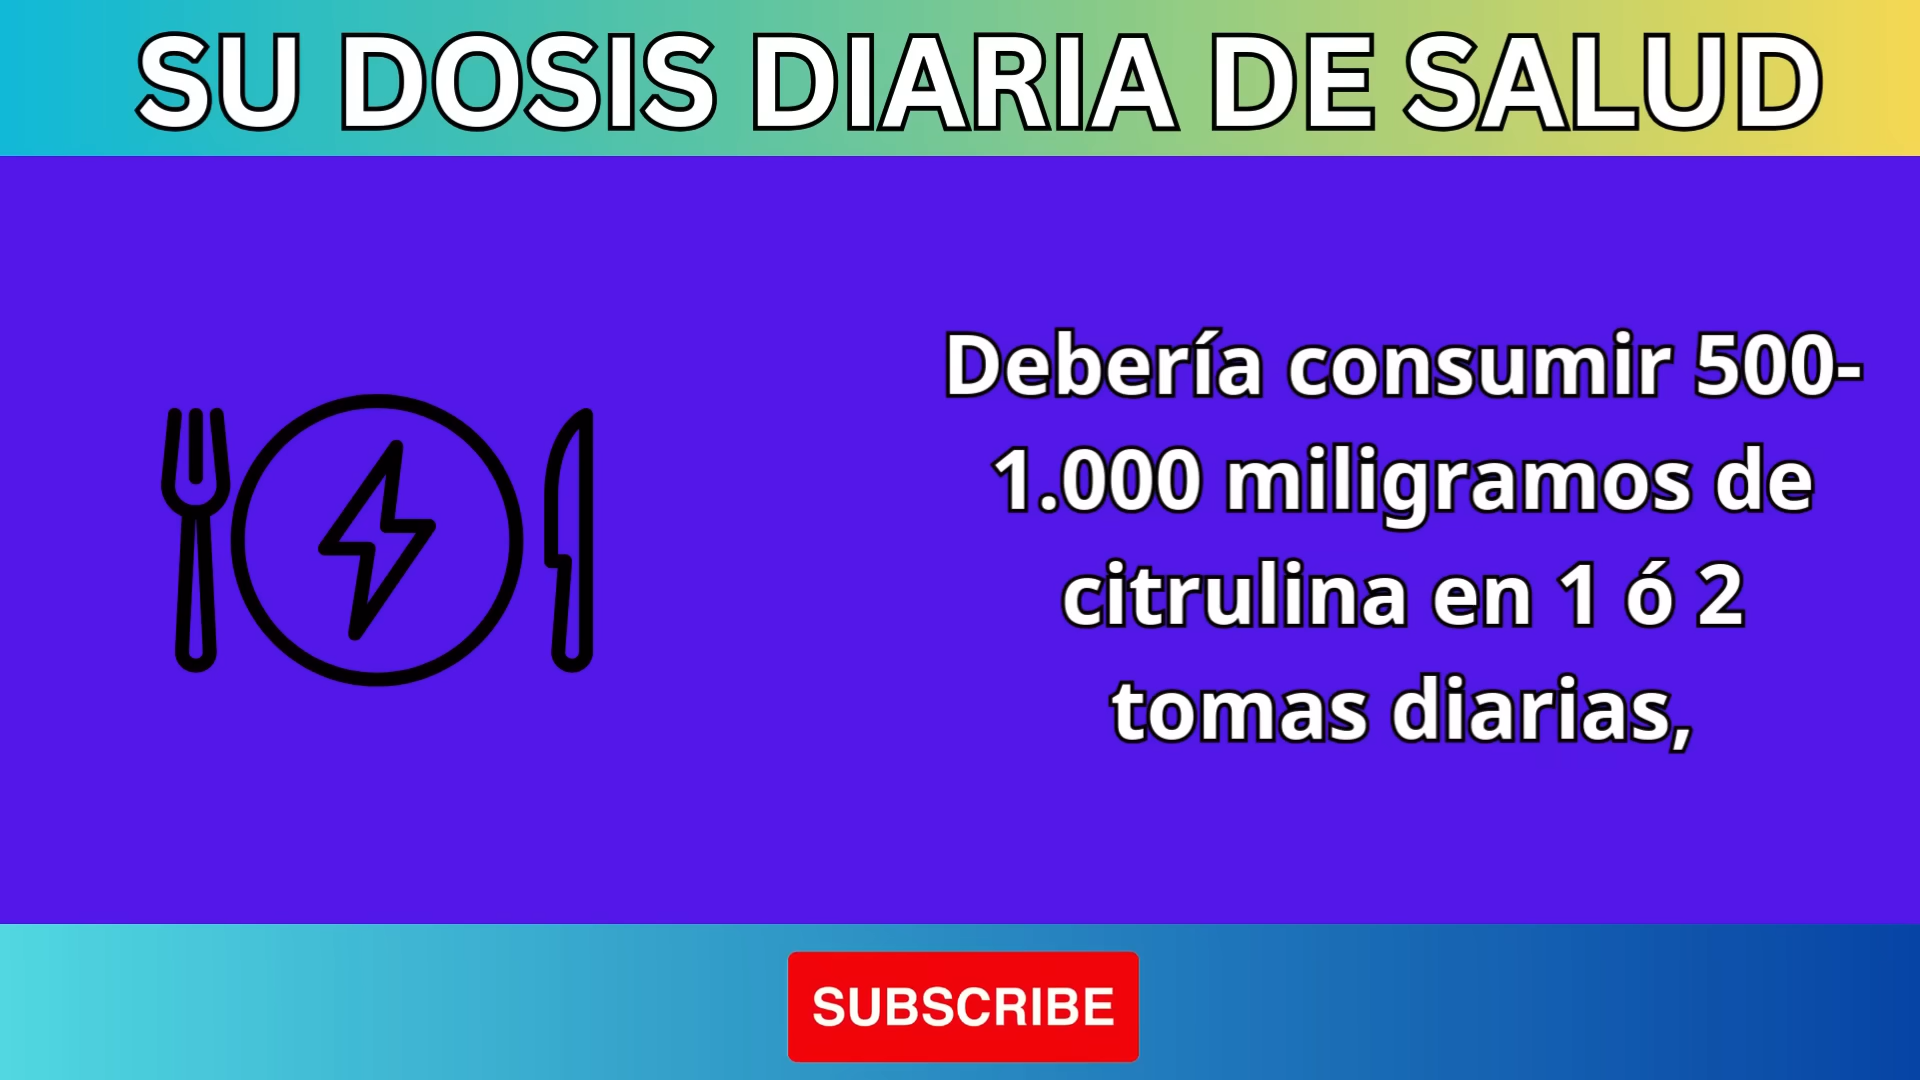 SU DOSIS DIARIA DE SALUD
Debería consumir 500-
1.000 miligramos de
citrulina en 1 ó 2
tomas diarias,
SUBSCRIBE